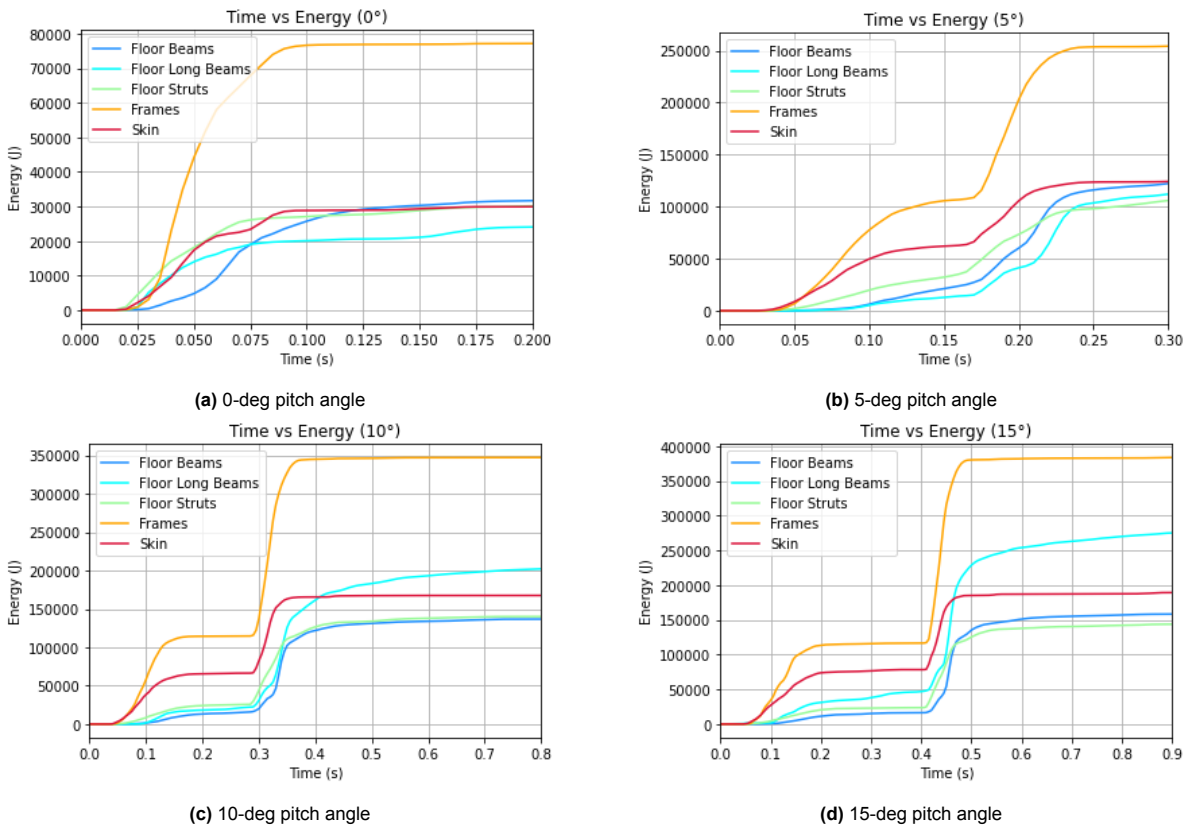 Time vs Energy (0°)
Energy (J)
80000
70000
60000
50000
40000
30000
20000
10000
0
Floor Beams
Floor Long Beams
Floor Struts
Frames
Skin
0.000 0.025 0.050 0.075 0.100 0.125 0.150 0.175 0.200
Time (s)
(a) 0-deg pitch angle
Time vs Energy (5°)
Energy (J)
250000
200000
150000
100000
50000
0
Floor Beams
Floor Long Beams
Floor Struts
Frames
Skin
0.00 0.05 0.10 0.15 0.20 0.25 0.30
Time (s)
(b) 5-deg pitch angle
Time vs Energy (10°)
Energy (J)
350000
300000
250000
200000
150000
100000
50000
0
Floor Beams
Floor Long Beams
Floor Struts
Frames
Skin
0.0 0.1 0.2 0.3 0.4 0.5 0.6 0.7 0.8
Time (s)
(c) 10-deg pitch angle
Time vs Energy (15°)
Energy (J)
400000
350000
300000
250000
200000
150000
100000
50000
0
Floor Beams
Floor Long Beams
Floor Struts
Frames
Skin
0.0 0.1 0.2 0.3 0.4 0.5 0.6 0.7 0.8 0.9
Time (s)
(d) 15-deg pitch angle